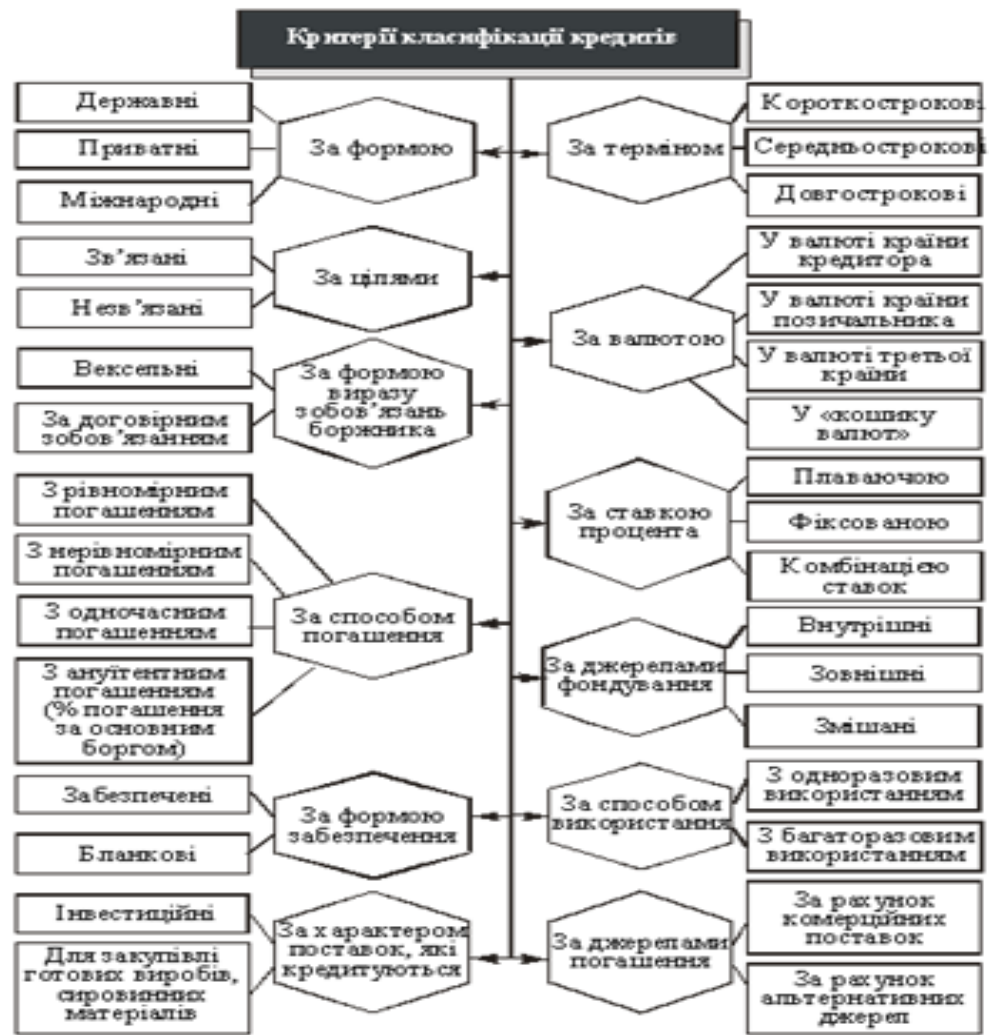 Критерії класифікації кредитів
Державні
Приватні
Міжнародні
За формою
За терміном
Короткострокові
Середньострокові
Довгострокові
Зв’язані
Незв’язані
За цілями
За валютою
У валюті країни
кредитора
У валюті країни
позичальника
У валюті третьої
країни
У «кошику
валют»
Вексельні
За договірним
зобов’язанням
За формою
виразу
зобов’язань
боржника
З рівномірним
погашенням
З нерівномірним
погашенням
З одночасним
погашенням
З ануїтентним
погашенням
(% погашення
за основним
боргом)
За способом
погашення
За ставкою
процента
Плаваючою
Фіксованою
Комбінацією
ставок
За джерелами
фондування
Внутрішні
Зовнішні
Змішані
Забезпечені
Бланкові
За формою
забезпечення
За способом
використання
З одноразовим
використанням
З багаторазовим
використанням
Інвестиційні
Для закупівлі
готових виробів,
сировинних
матеріалів
За характером
поставок, які
кредитуються
За джерелами
погашення
За рахунок
комерційних
поставок
За рахунок
альтернативних
джерел